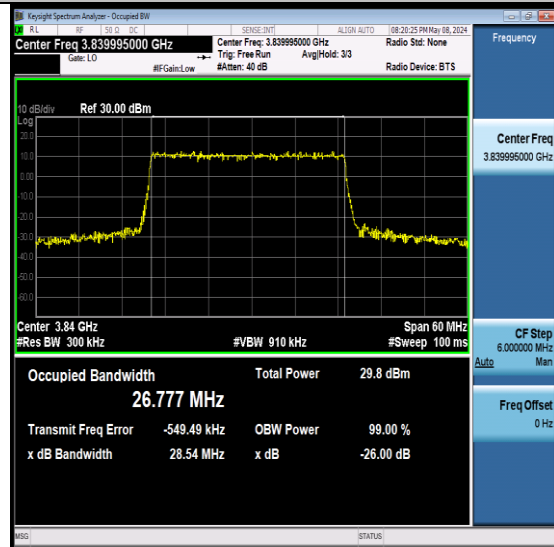 Keysight Spectrum Analyzer - Occupied BW
RL RF 50 Ω DC SENSE:INT ALIGN AUTO 08:20:25 PM May 08, 2024
Center Freq 3.839995000 GHz
Center Freq: 3.839995000 GHz
Radio Std: None
Gate: LO
Trig: Free Run Avg|Hold: 3/3
#IFGain:Low
#Atten: 40 dB
Radio Device: BTS
10 dB/div Ref 30.00 dBm
Log
20.0
10.0
0.00
-10.0
-20.0
-30.0
-40.0
-50.0
-60.0
Center 3.84 GHz Span 60 MHz
#Res BW 300 kHz #VBW 910 kHz #Sweep 100 ms
Occupied Bandwidth Total Power 29.8 dBm
26.777 MHz
Transmit Freq Error -549.49 kHz OBW Power 99.00 %
x dB Bandwidth 28.54 MHz x dB -26.00 dB
MSG STATUS
Frequency
Center Freq
3.839995000 GHz
CF Step
6.000000 MHz
Auto Man
Freq Offset
0 Hz